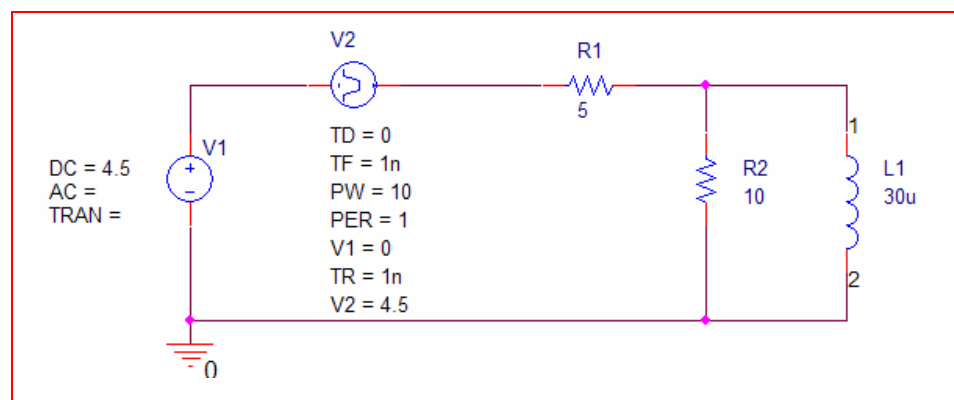 V2
R1
5
V1
DC = 4.5
AC =
TRAN =
TD = 0
TF = 1n
PW = 10
PER = 1
V1 = 0
TR = 1n
V2 = 4.5
R2
10
1
L1
30u
2
0